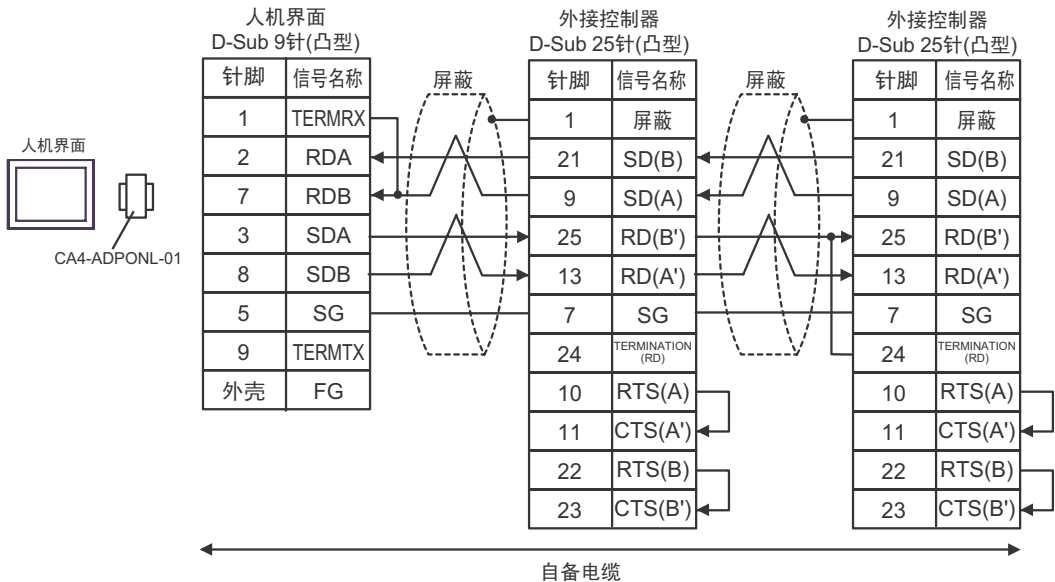 人机界面
D-Sub 9针(凸型)
针脚 信号名称
1 TERMRX
2 RDA
7 RDB
3 SDA
8 SDB
5 SG
9 TERMTX
外壳 FG
人机界面
CA4-ADPONL-01
屏蔽
外接控制器
D-Sub 25针(凸型)
针脚 信号名称
1 屏蔽
21 SD(B)
9 SD(A)
25 RD(B')
13 RD(A')
7 SG
24 TERMINATION
(RD)
10 RTS(A)
11 CTS(A')
22 RTS(B)
23 CTS(B')
屏蔽
外接控制器
D-Sub 25针(凸型)
针脚 信号名称
1 屏蔽
21 SD(B)
9 SD(A)
25 RD(B')
13 RD(A')
7 SG
24 TERMINATION
(RD)
10 RTS(A)
11 CTS(A')
22 RTS(B)
23 CTS(B')
自备电缆